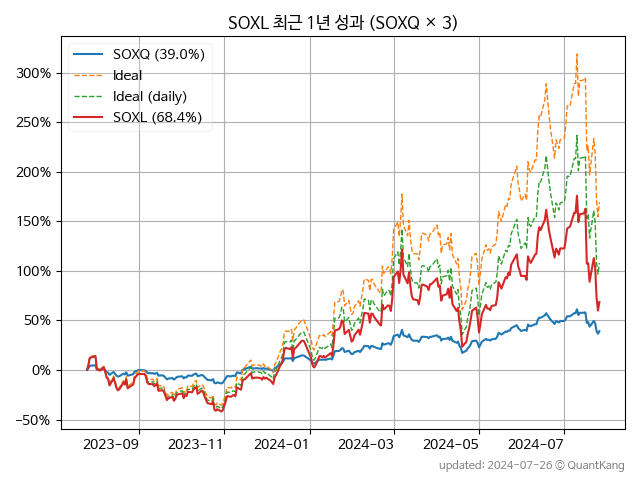 SOXL 최근 1년 성과 (SOXQ × 3)
SOXQ (39.0%)
Ideal
Ideal (daily)
SOXL (68.4%)
300%
250%
200%
150%
100%
50%
0%
−50%
2023−09
2023−11
2024−01
2024−03
2024−05
2024−07
updated: 2024−07−26 © QuantKang